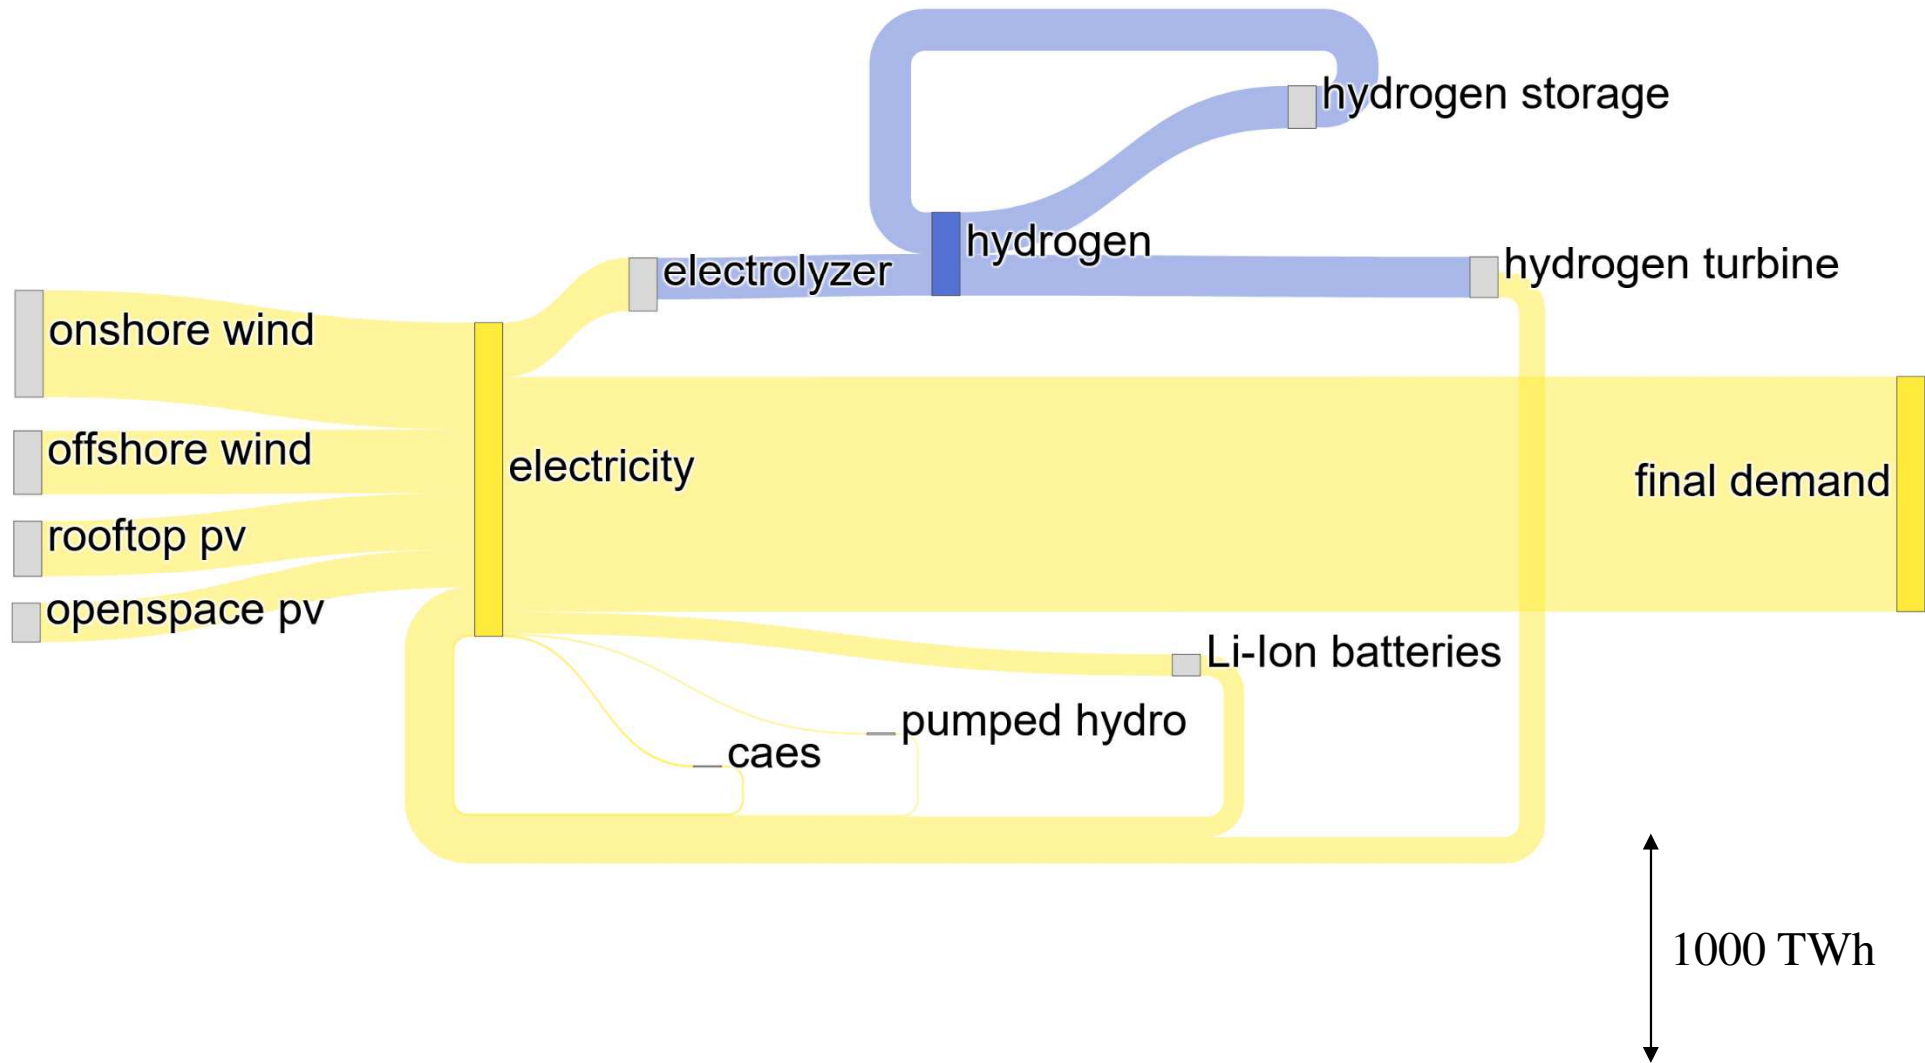 hydrogen storage
hydrogen
hydrogen turbine
electrolyzer
onshore wind
offshore wind
electricity
final demand
rooftop pv
openspace pv
Li-Ion batteries
pumped hydro
caes
1000 TWh